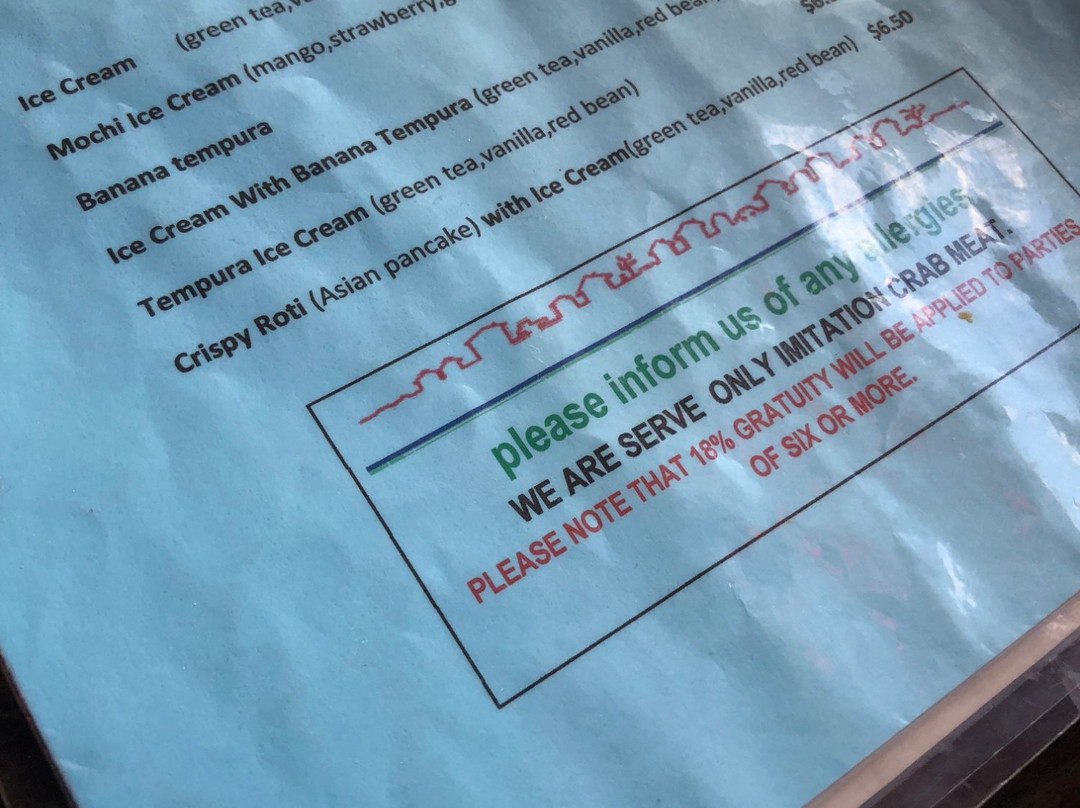 Ice Cream (green tea,
Mochi Ice Cream (mango,strawberry,
Banana tempura
Ice Cream With Banana Tempura (green tea,vanilla,red
Tempura Ice Cream (green tea,vanilla,red bean)
Crispy Roti (Asian pancake) with Ice Cream(green tea,vanilla,red bean) $6.50
please inform us of any allergies
WE ARE SERVE ONLY IMITATION CRAB MEAT.
PLEASE NOTE THAT 18% GRATUITY WILL BE APPLIED TO PARTIES
OF SIX OR MORE.